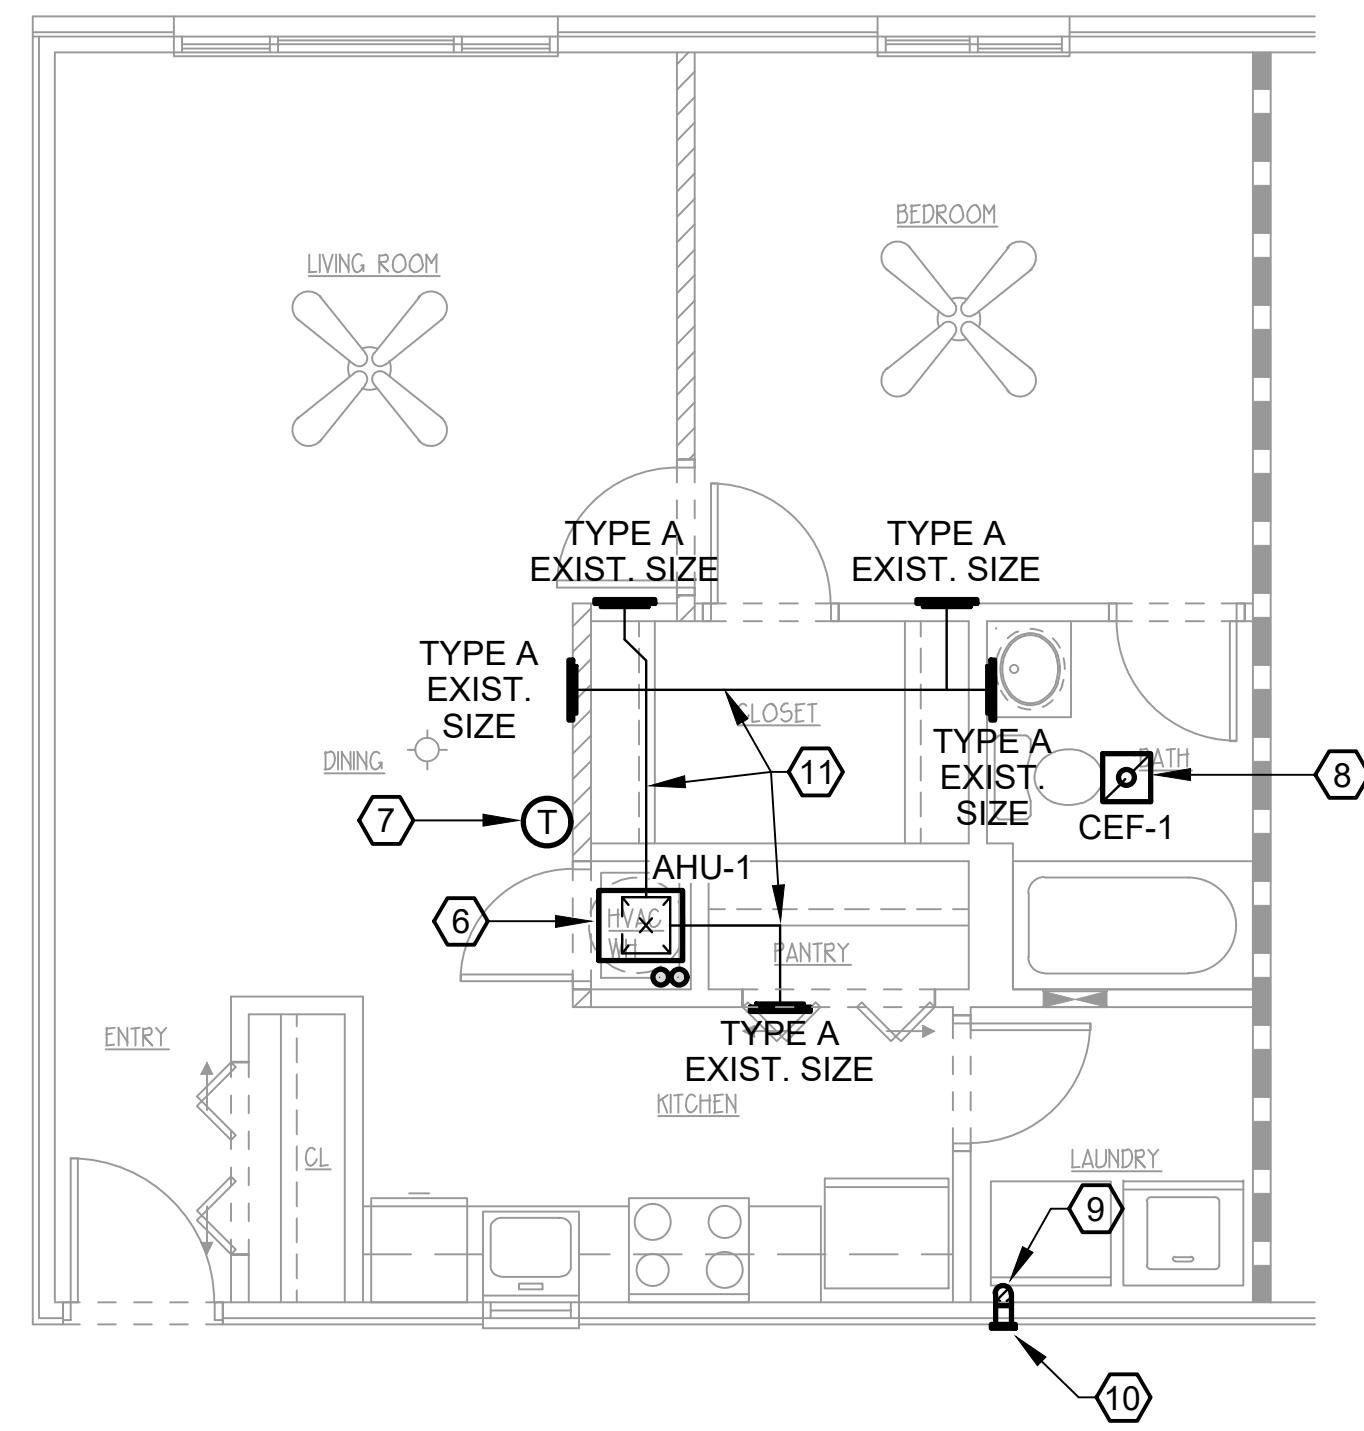 BEDROOM
LIVING ROOM
TYPE A
EXIST. SIZE
TYPE A
EXIST. SIZE
TYPE A
EXIST.
SIZE
CLOSET
TYPE A
EXIST.
SIZE
DINING
BATH
11
8
7
T
CEF-1
AHU-1
6
HVAC
WH
PANTRY
TYPE A
EXIST. SIZE
ENTRY
KITCHEN
CL
LAUNDRY
9
10